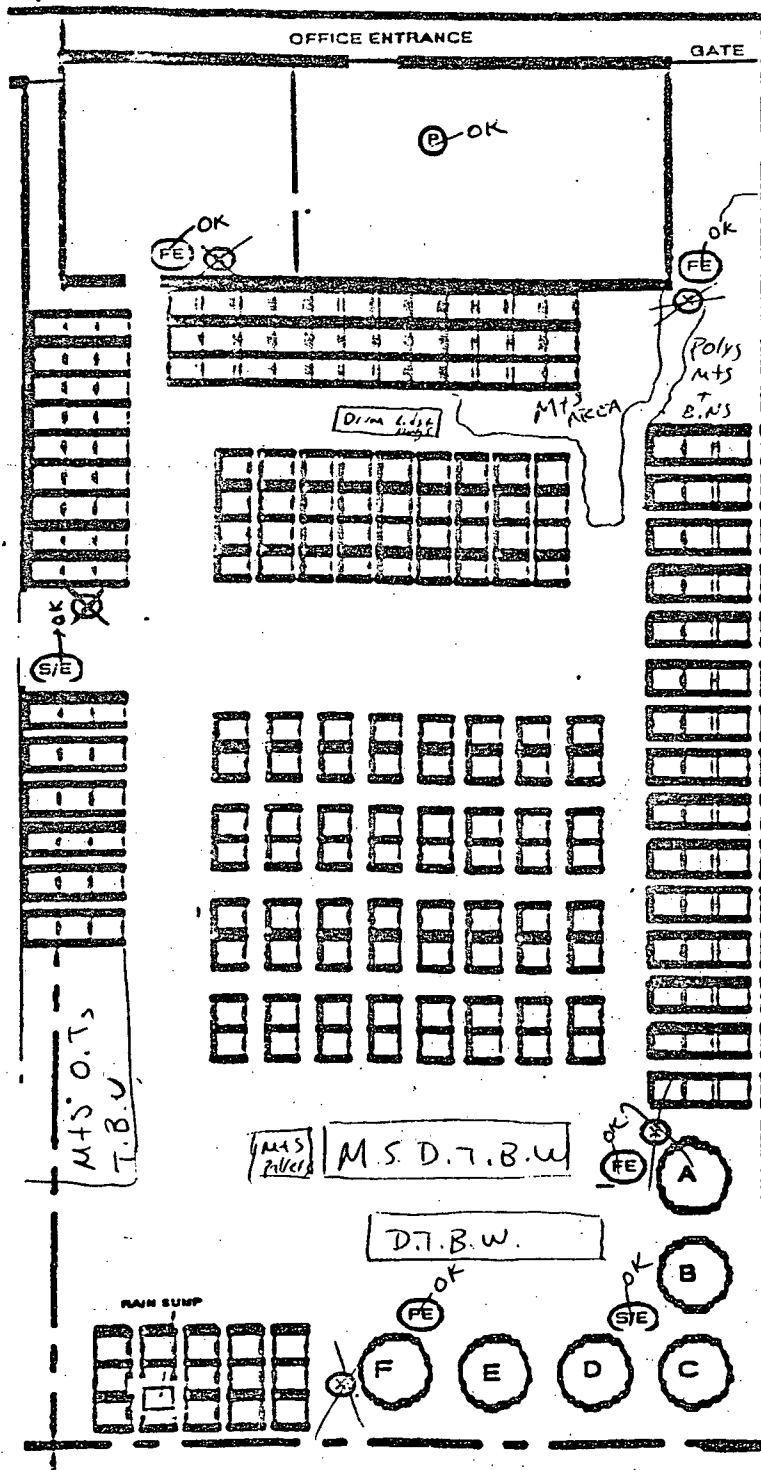 OFFICE ENTRANCE
GATE
P OK
FE OK
OK
FE
Polys
M+S
+
BINS
M+S
AREA
Drum
OK
S/E
M+S O.T,
T.B.U
M+S
M.S D.T.B.W
OK
FE
A
D.T.B.W.
B
OK
FE
OK
S/E
RAIN SUMP
F
E
D
C